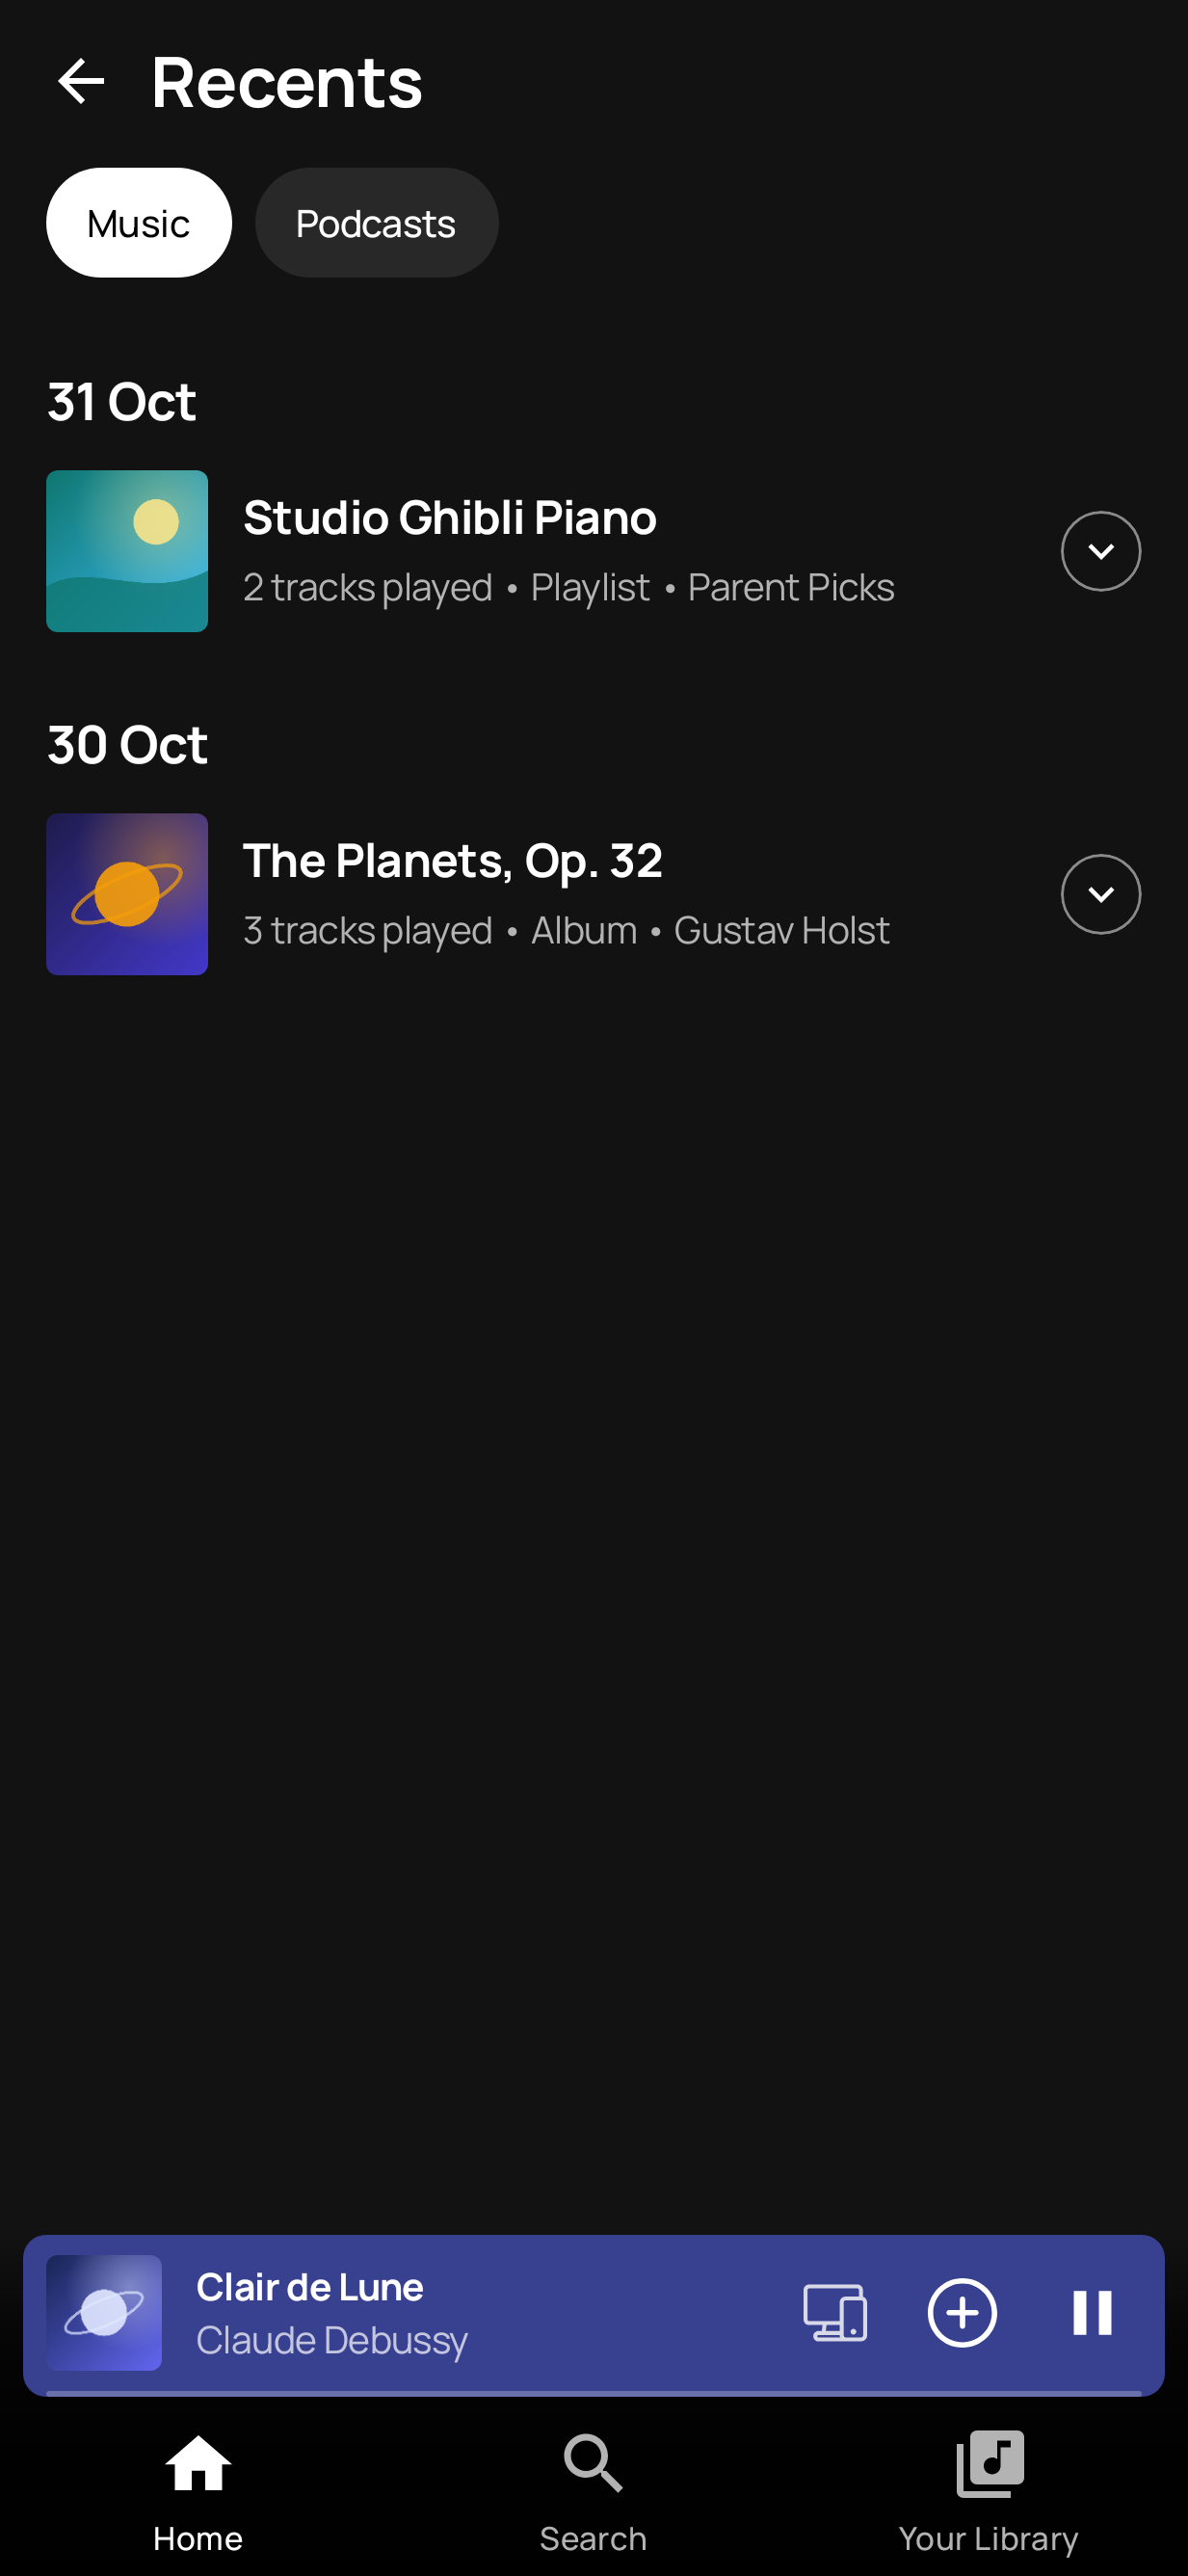 Recents
Music
Podcasts
31 Oct
Studio Ghibli Piano
2 tracks played • Playlist • Parent Picks
30 Oct
The Planets, Op. 32
3 tracks played • Album • Gustav Holst
Clair de Lune
Claude Debussy
Home
Search
Your Library